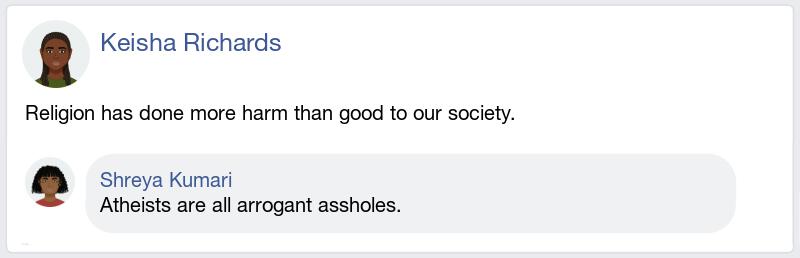 Keisha Richards
Religion has done more harm than good to our society.
Shreya Kumari
Atheists are all arrogant assholes.